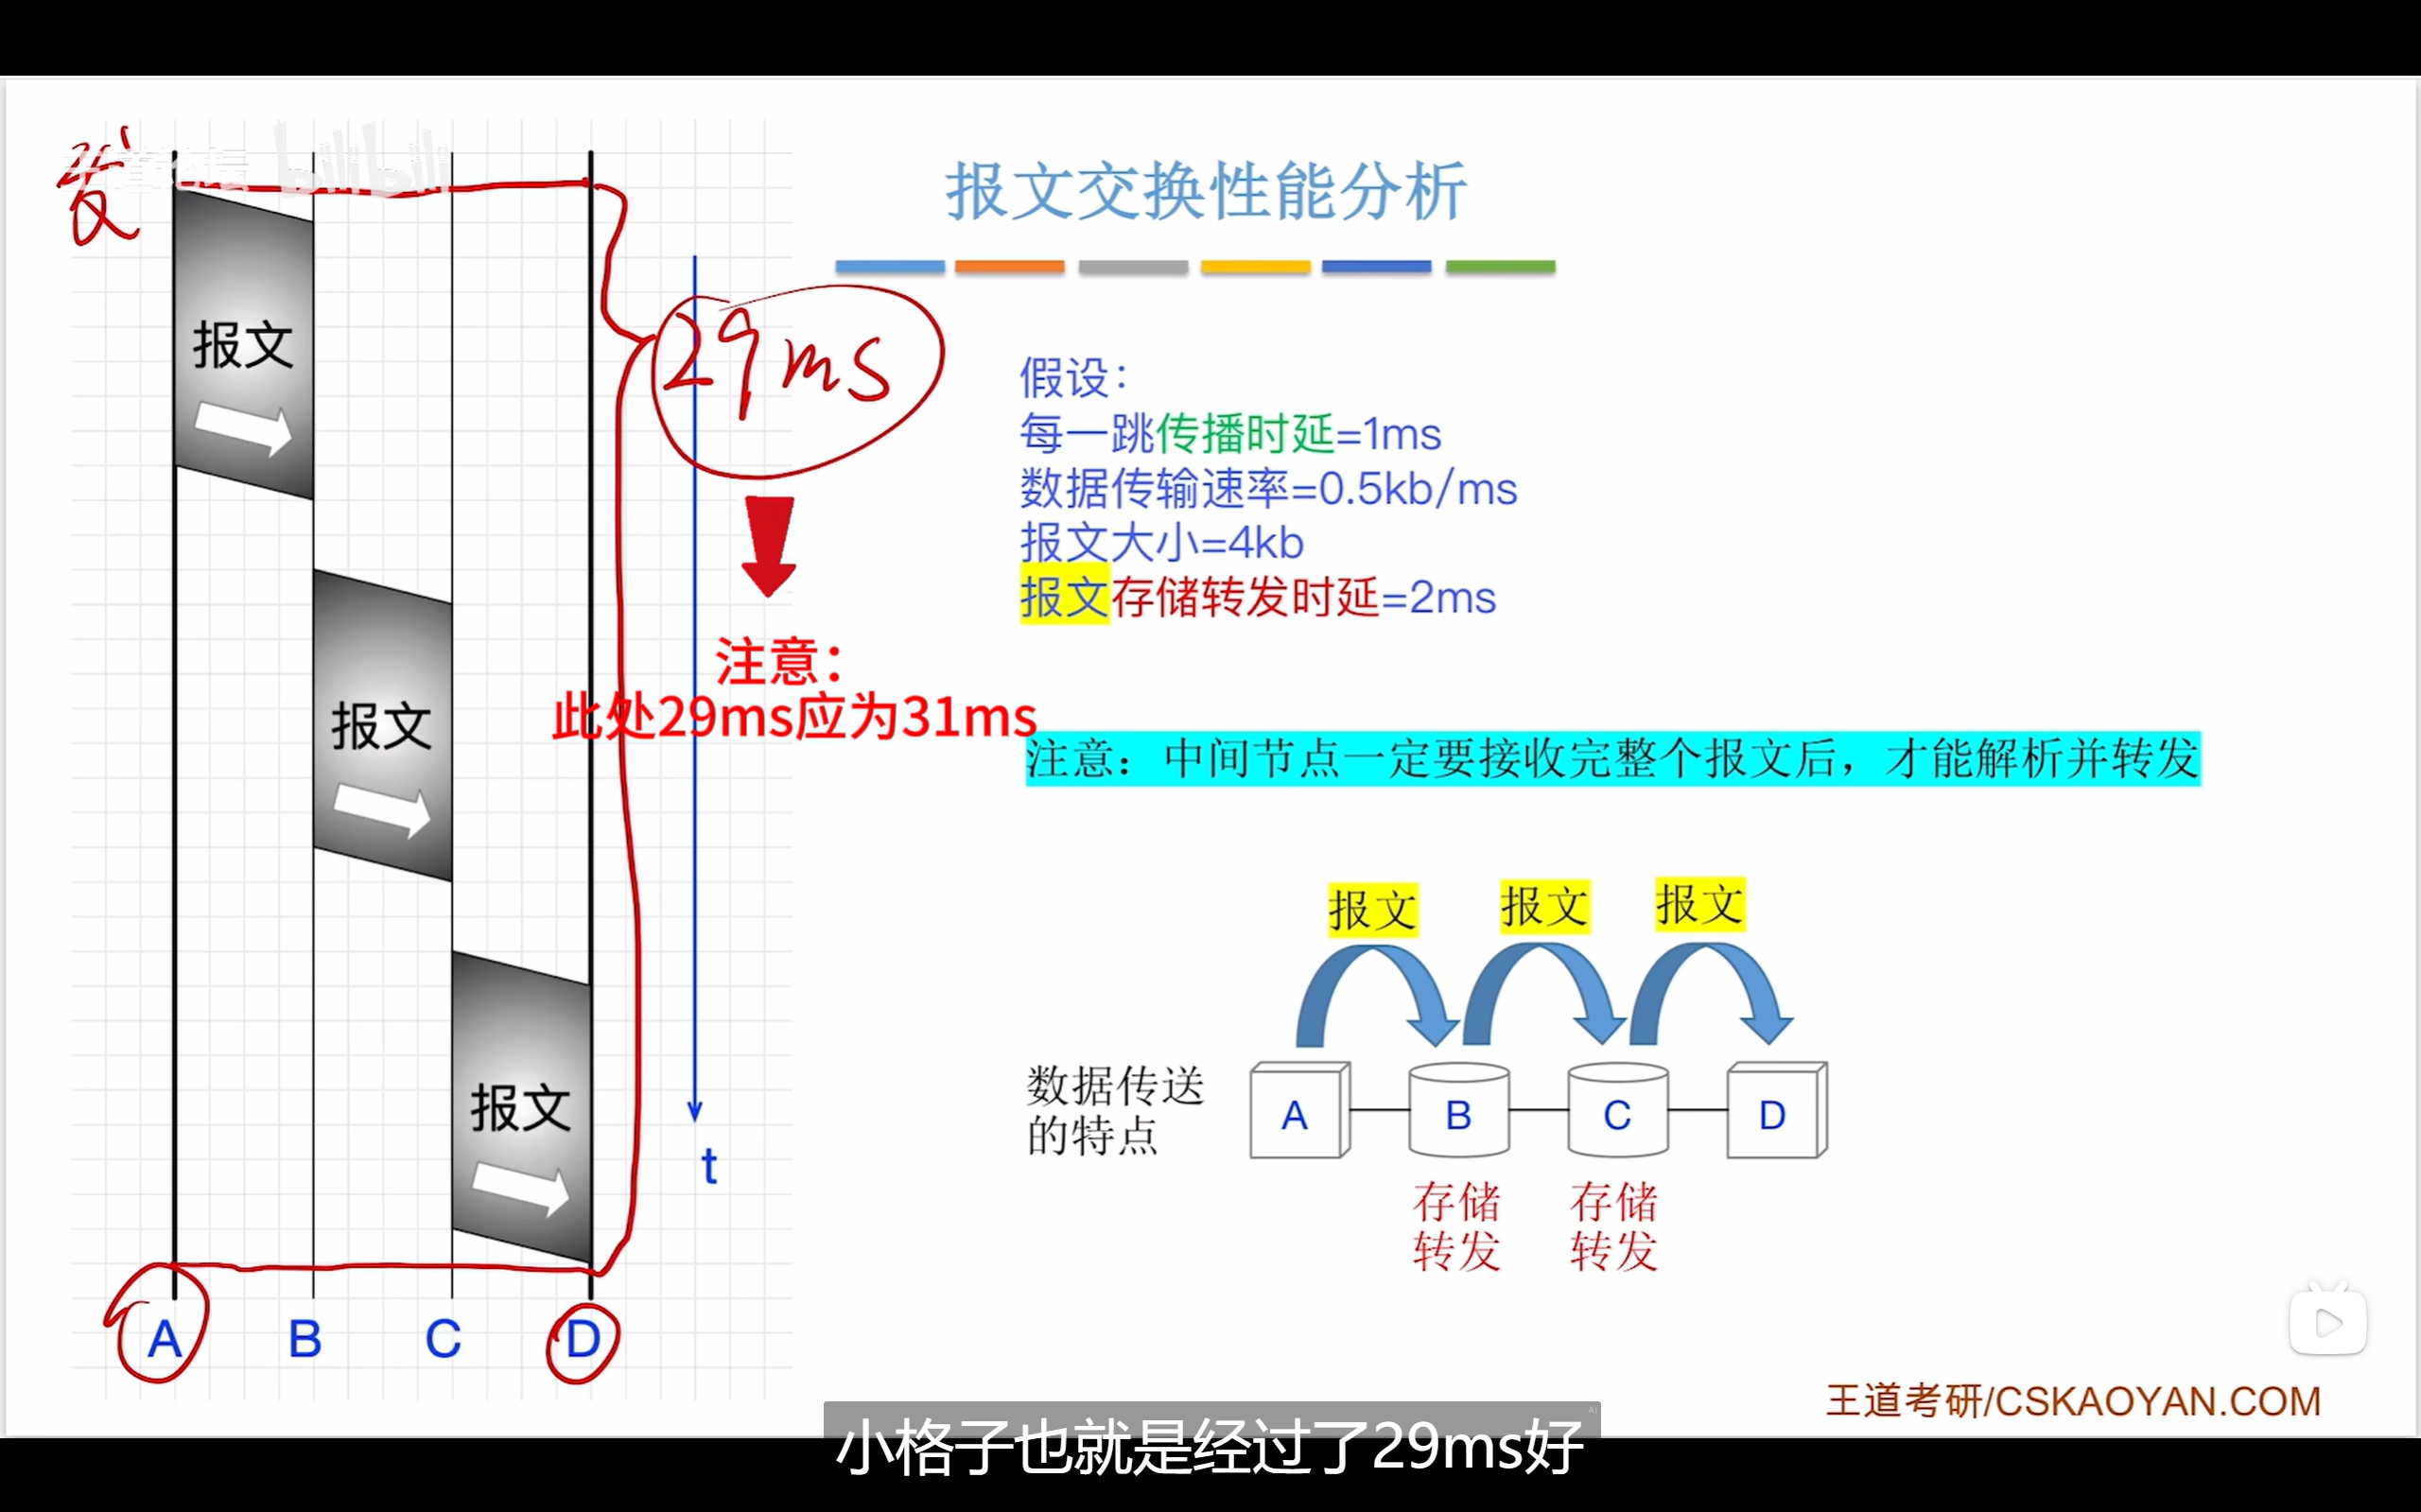 发
报文交换性能分析
报文
29ms
假设：
每一跳传播时延=1ms
数据传输速率=0.5kb/ms
报文大小=4kb
报文存储转发时延=2ms
注意：
此处29ms应为31ms
报文
注意：中间节点一定要接收完整个报文后，才能解析并转发
报文 报文 报文
报文
数据传送
的特点
A B C D
t
存储
转发
存储
转发
A B C D
王道考研/CSKAOYAN.COM
小格子也就是经过了29ms好